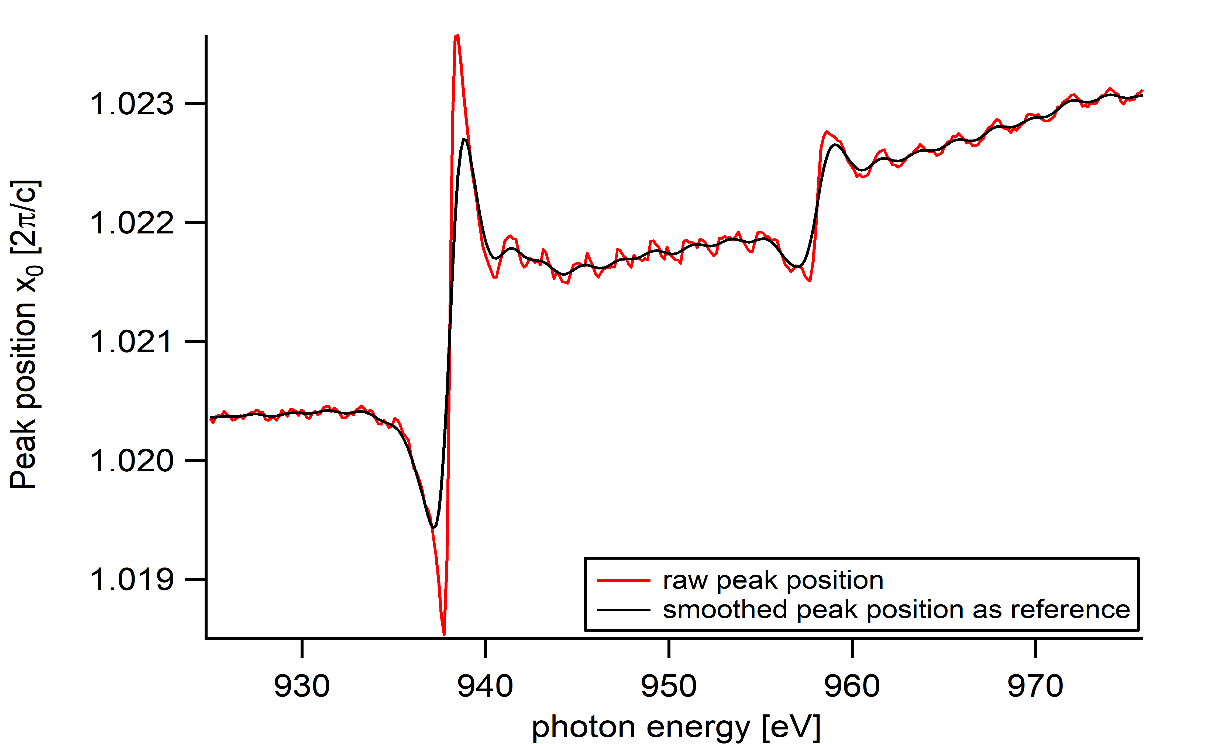 1.023
1.022
1.021
1.020
1.019
Peak position x₀ [2π/c]
930
940
950
960
970
photon energy [eV]
raw peak position
smoothed peak position as reference